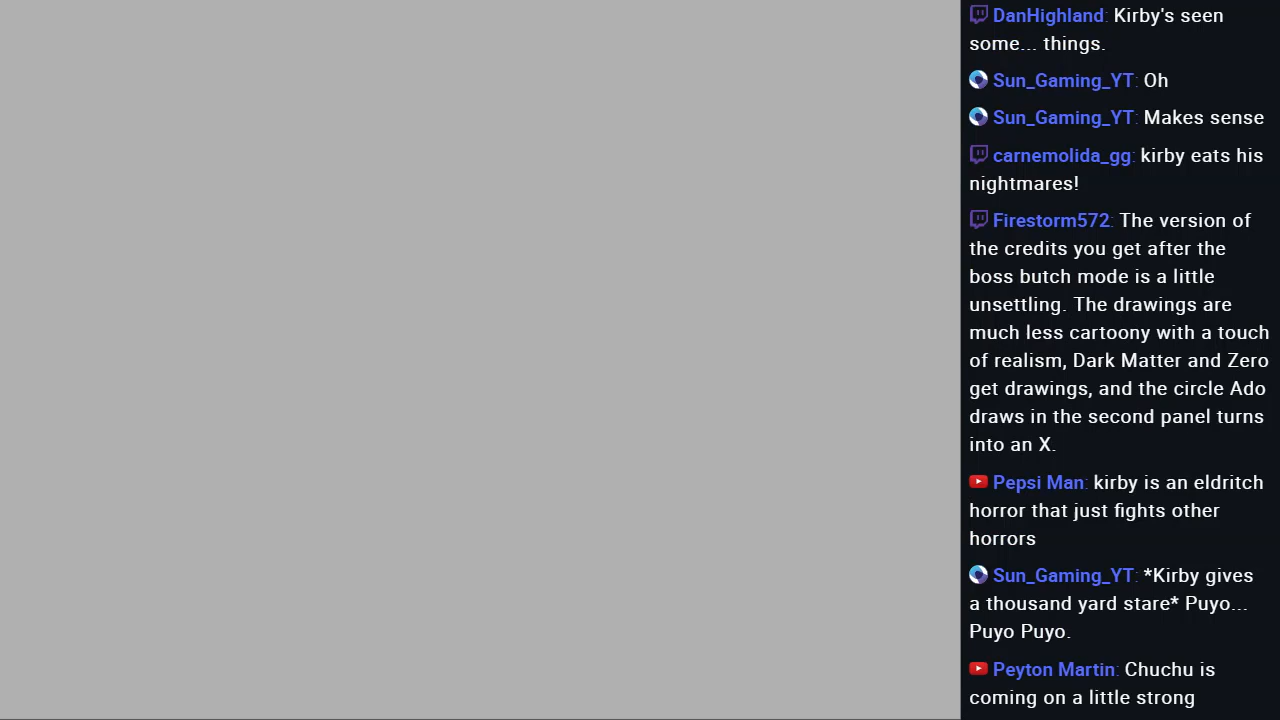 DanHighland: Kirby's seen
some... things.
Sun_Gaming_YT: Oh
Sun_Gaming_YT: Makes sense
carnemolida_gg: kirby eats his
nightmares!
Firestorm572: The version of
the credits you get after the
boss butch mode is a little
unsettling. The drawings are
much less cartoony with a touch
of realism, Dark Matter and Zero
get drawings, and the circle Ado
draws in the second panel turns
into an X.
Pepsi Man: kirby is an eldritch
horror that just fights other
horrors
Sun_Gaming_YT: *Kirby gives
a thousand yard stare* Puyo...
Puyo Puyo.
Peyton Martin: Chuchu is
coming on a little strong